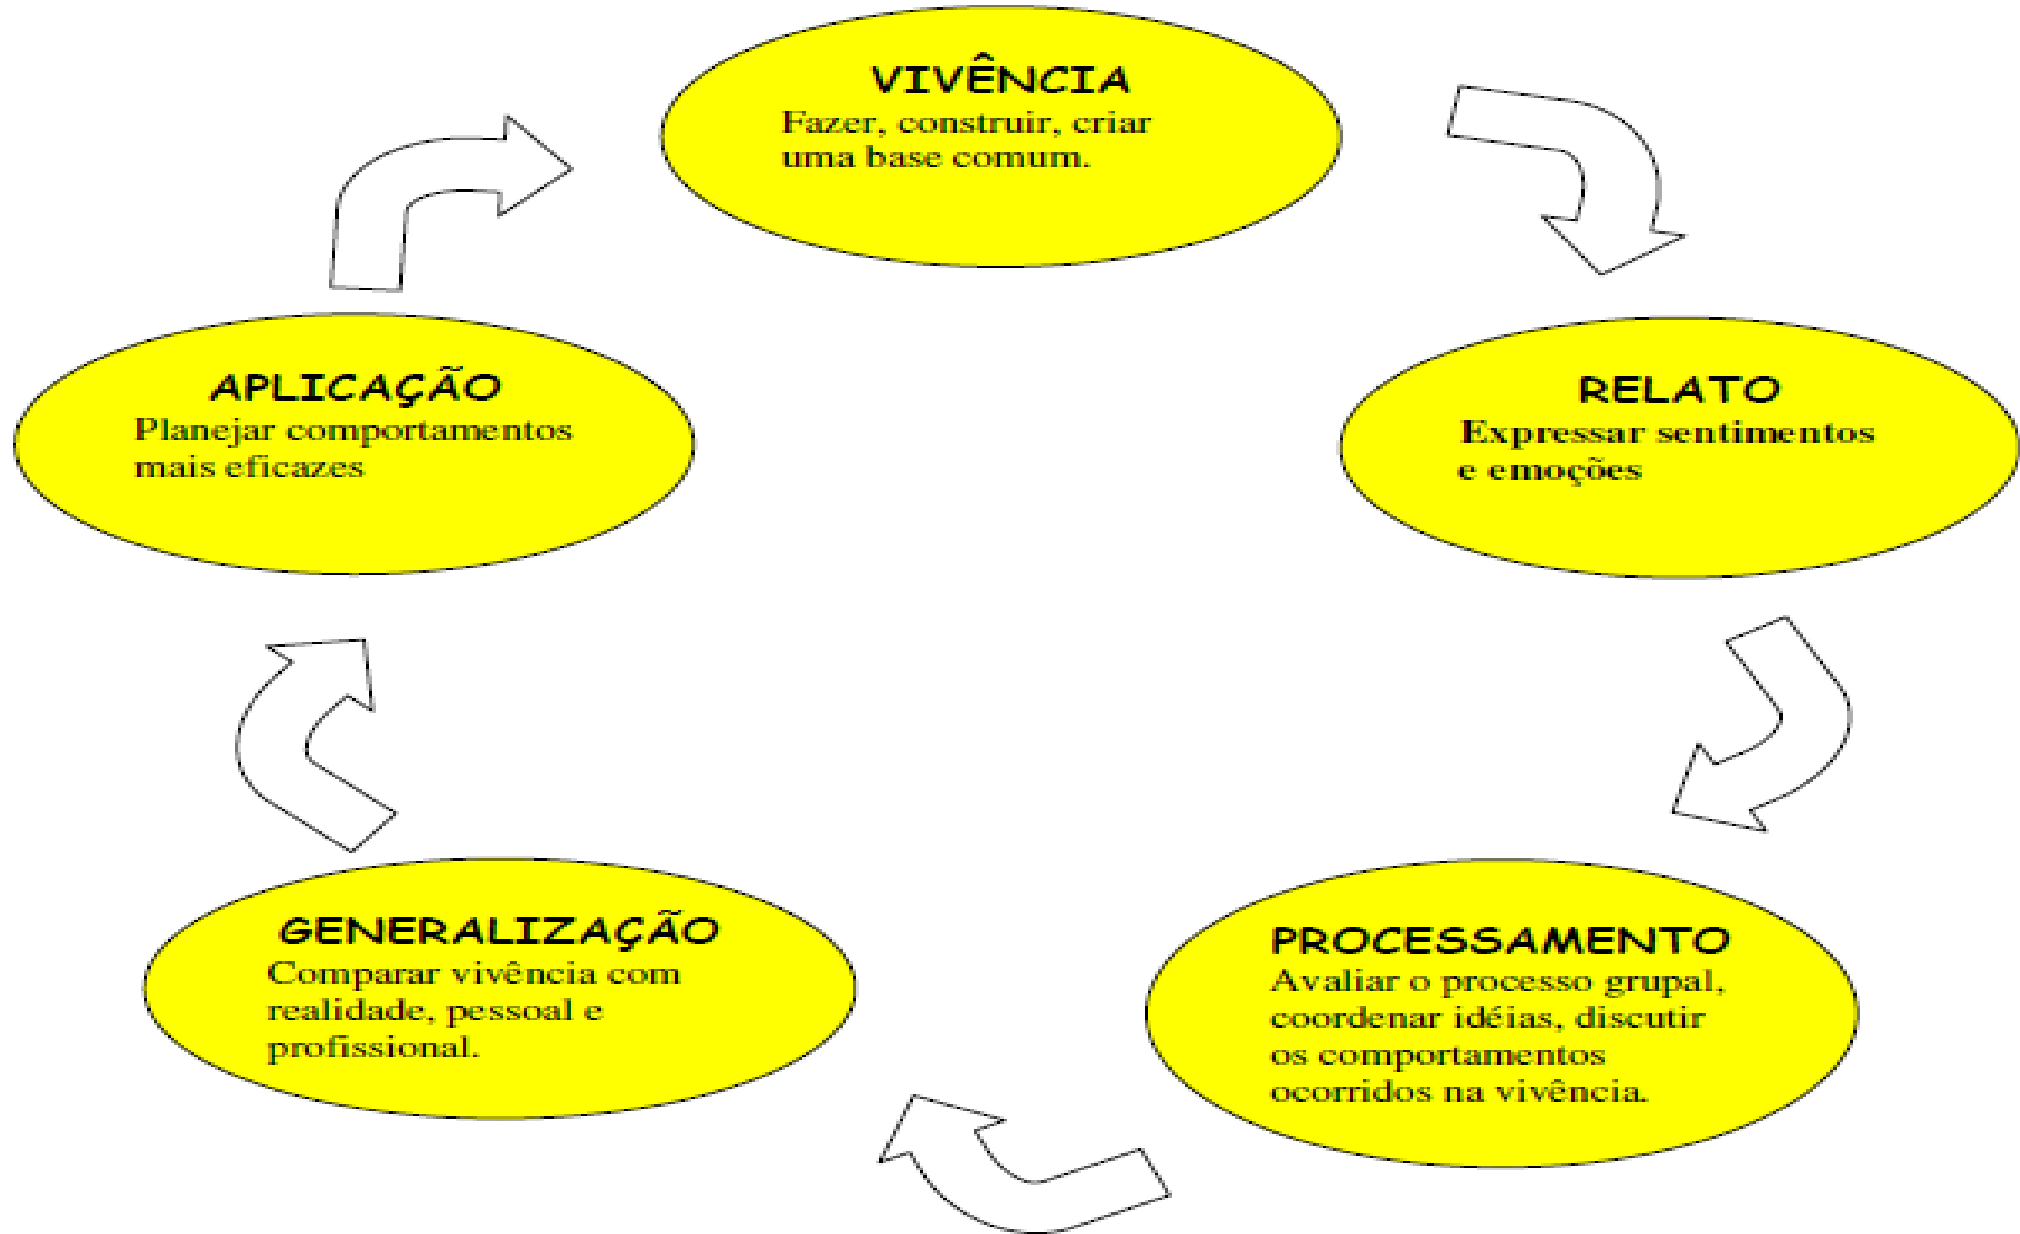 VIVÊNCIA
Fazer, construir, criar
uma base comum.
RELATO
Expressar sentimentos
e emoções
PROCESSAMENTO
Avaliar o processo grupal,
coordenar idéias, discutir
os comportamentos
ocorridos na vivência.
GENERALIZAÇÃO
Comparar vivência com
realidade, pessoal e
profissional.
APLICAÇÃO
Planejar comportamentos
mais eficazes